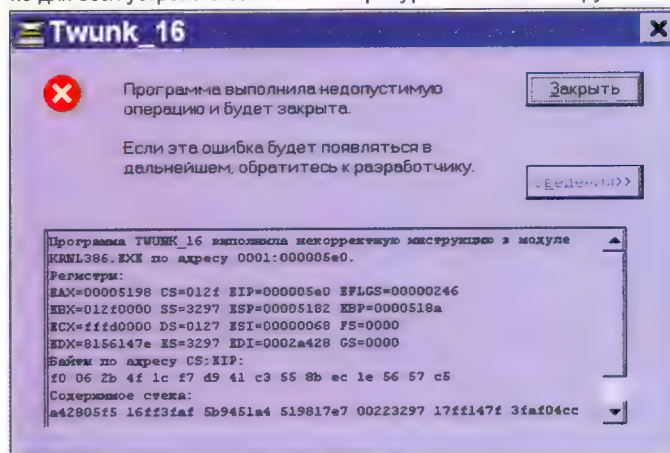 Twunk_16
Программа выполнила недопустимую
операцию и будет закрыта.
Закрыть
Если эта ошибка будет появляться в
дальнейшем, обратитесь к разработчику.
Программа TWUNK_16 выполнила некорректную инструкцию в модуле
KRNL386.EXE по адресу 0001:000005e0.
Регистры:
EAX=00005198 CS=012f EIP=000005e0 EFLGS=00000246
EBX=012f0000 SS=3297 ESP=00005182 EBP=0000518a
ECX=fffd0000 DS=0127 ESI=00000068 FS=0000
EDX=8156147e ES=3297 EDI=0002a428 GS=0000
Байты по адресу CS:EIP:
f0 06 2b 4f 1c f7 d9 41 c3 55 8b ec 1e 56 57 c5
Содержимое стека:
a42805f5 16ff3faf 5b9451a4 519817e7 00223297 17ff147f 3faf04cc